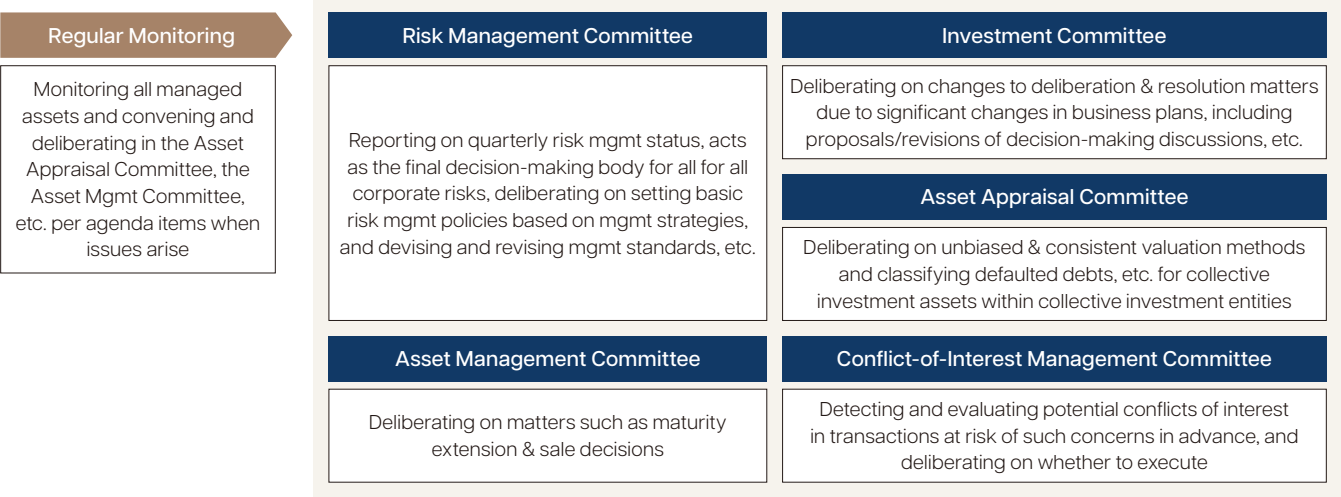 Regular Monitoring
Monitoring all managed
assets and convening and
deliberating in the Asset
Appraisal Committee, the
Asset Mgmt Committee,
etc. per agenda items when
issues arise
Risk Management Committee
Reporting on quarterly risk mgmt status, acts
as the final decision-making body for all for all
corporate risks, deliberating on setting basic
risk mgmt policies based on mgmt strategies,
and devising and revising mgmt standards, etc.
Investment Committee
Deliberating on changes to deliberation & resolution matters
due to significant changes in business plans, including
proposals/revisions of decision-making discussions, etc.
Asset Appraisal Committee
Deliberating on unbiased & consistent valuation methods
and classifying defaulted debts, etc. for collective
investment assets within collective investment entities
Asset Management Committee
Deliberating on matters such as maturity
extension & sale decisions
Conflict-of-Interest Management Committee
Detecting and evaluating potential conflicts of interest
in transactions at risk of such concerns in advance, and
deliberating on whether to execute